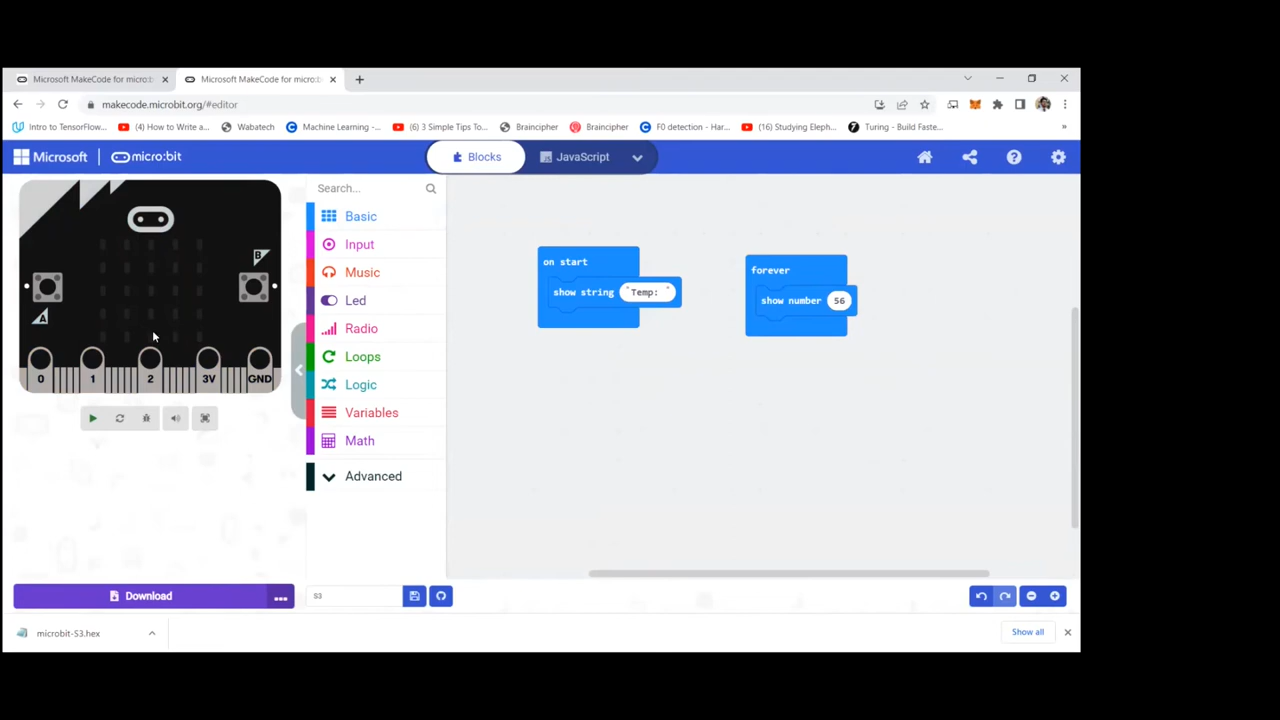 Microsoft MakeCode for micro:b
Microsoft MakeCode for micro:b
makecode.microbit.org/#editor
Intro to TensorFlow...
(4) How to Write a...
Wabatech
Machine Learning -...
(6) 3 Simple Tips To...
Braincipher
Braincipher
F0 detection - Har...
(16) Studying Eleph...
Turing - Build Faste...
»
Microsoft
micro:bit
Blocks
JavaScript
Search...
Basic
Input
Music
Led
Radio
Loops
Logic
Variables
Math
Advanced
A
B
0 1 2 3V GND
on start
show string "Temp: "
forever
show number 56
Download
...
S3
microbit-S3.hex
Show all